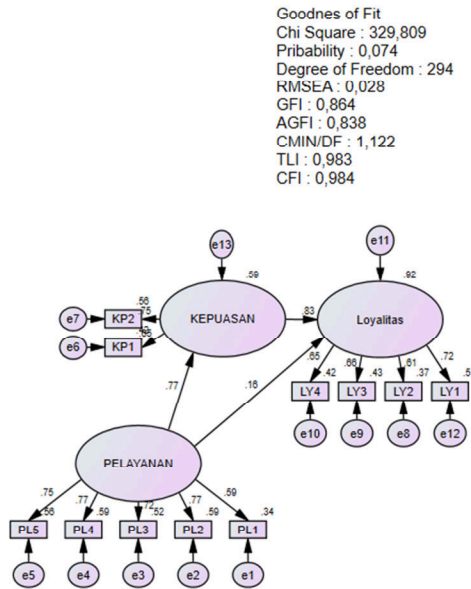 Goodnes of Fit
Chi Square : 329,809
Pribability : 0,074
Degree of Freedom : 294
RMSEA : 0,028
GFI : 0,864
AGFI : 0,838
CMIN/DF : 1,122
TLI : 0,983
CFI : 0,984
e13
e11
.59
.92
.56
e7
KP2
.75
KEPUASAN
.83
Loyalitas
e6
KP1
.65
.66
.61
.72
.42
.43
.37
.77
.16
LY4
LY3
LY2
LY1
e10
e9
e8
e12
PELAYANAN
.75
.77
.72
.77
.59
.56
.59
.52
.59
.34
PL5
PL4
PL3
PL2
PL1
e5
e4
e3
e2
e1